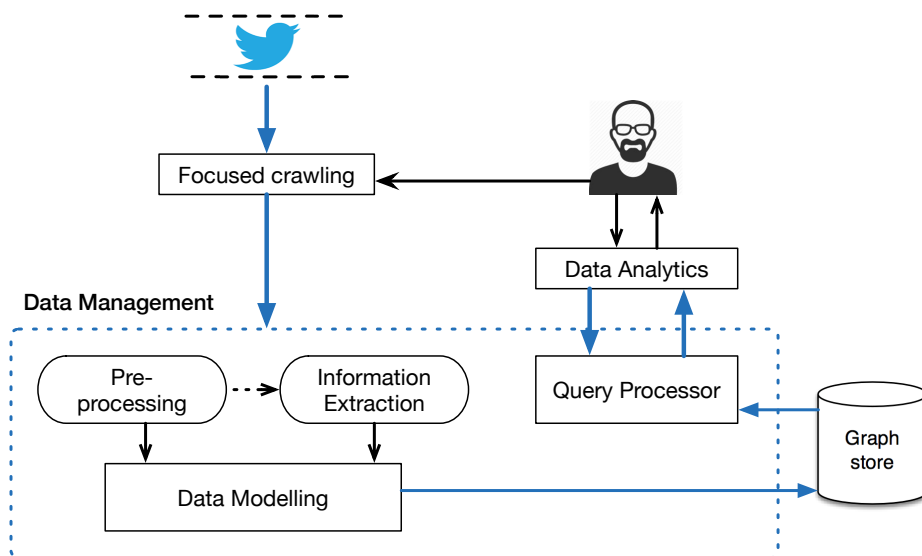 Focused crawling
Data Analytics
Data Management
Pre-
processing
Information
Extraction
Query Processor
Graph
store
Data Modelling